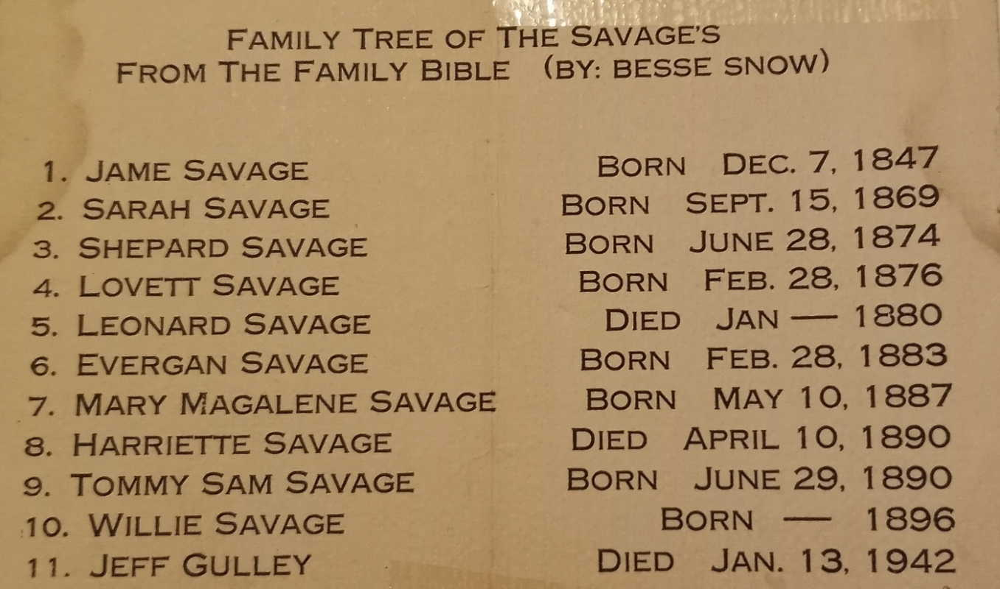 FAMILY TREE OF THE SAVAGE'S
FROM THE FAMILY BIBLE (BY: BESSE SNOW)
1. JAME SAVAGE BORN DEC. 7, 1847
2. SARAH SAVAGE BORN SEPT. 15, 1869
3. SHEPARD SAVAGE BORN JUNE 28, 1874
4. LOVETT SAVAGE BORN FEB. 28, 1876
5. LEONARD SAVAGE DIED JAN — 1880
6. EVERGAN SAVAGE BORN FEB. 28, 1883
7. MARY MAGALENE SAVAGE BORN MAY 10, 1887
8. HARRIETTE SAVAGE DIED APRIL 10, 1890
9. TOMMY SAM SAVAGE BORN JUNE 29, 1890
10. WILLIE SAVAGE BORN — 1896
11. JEFF GULLEY DIED JAN. 13, 1942